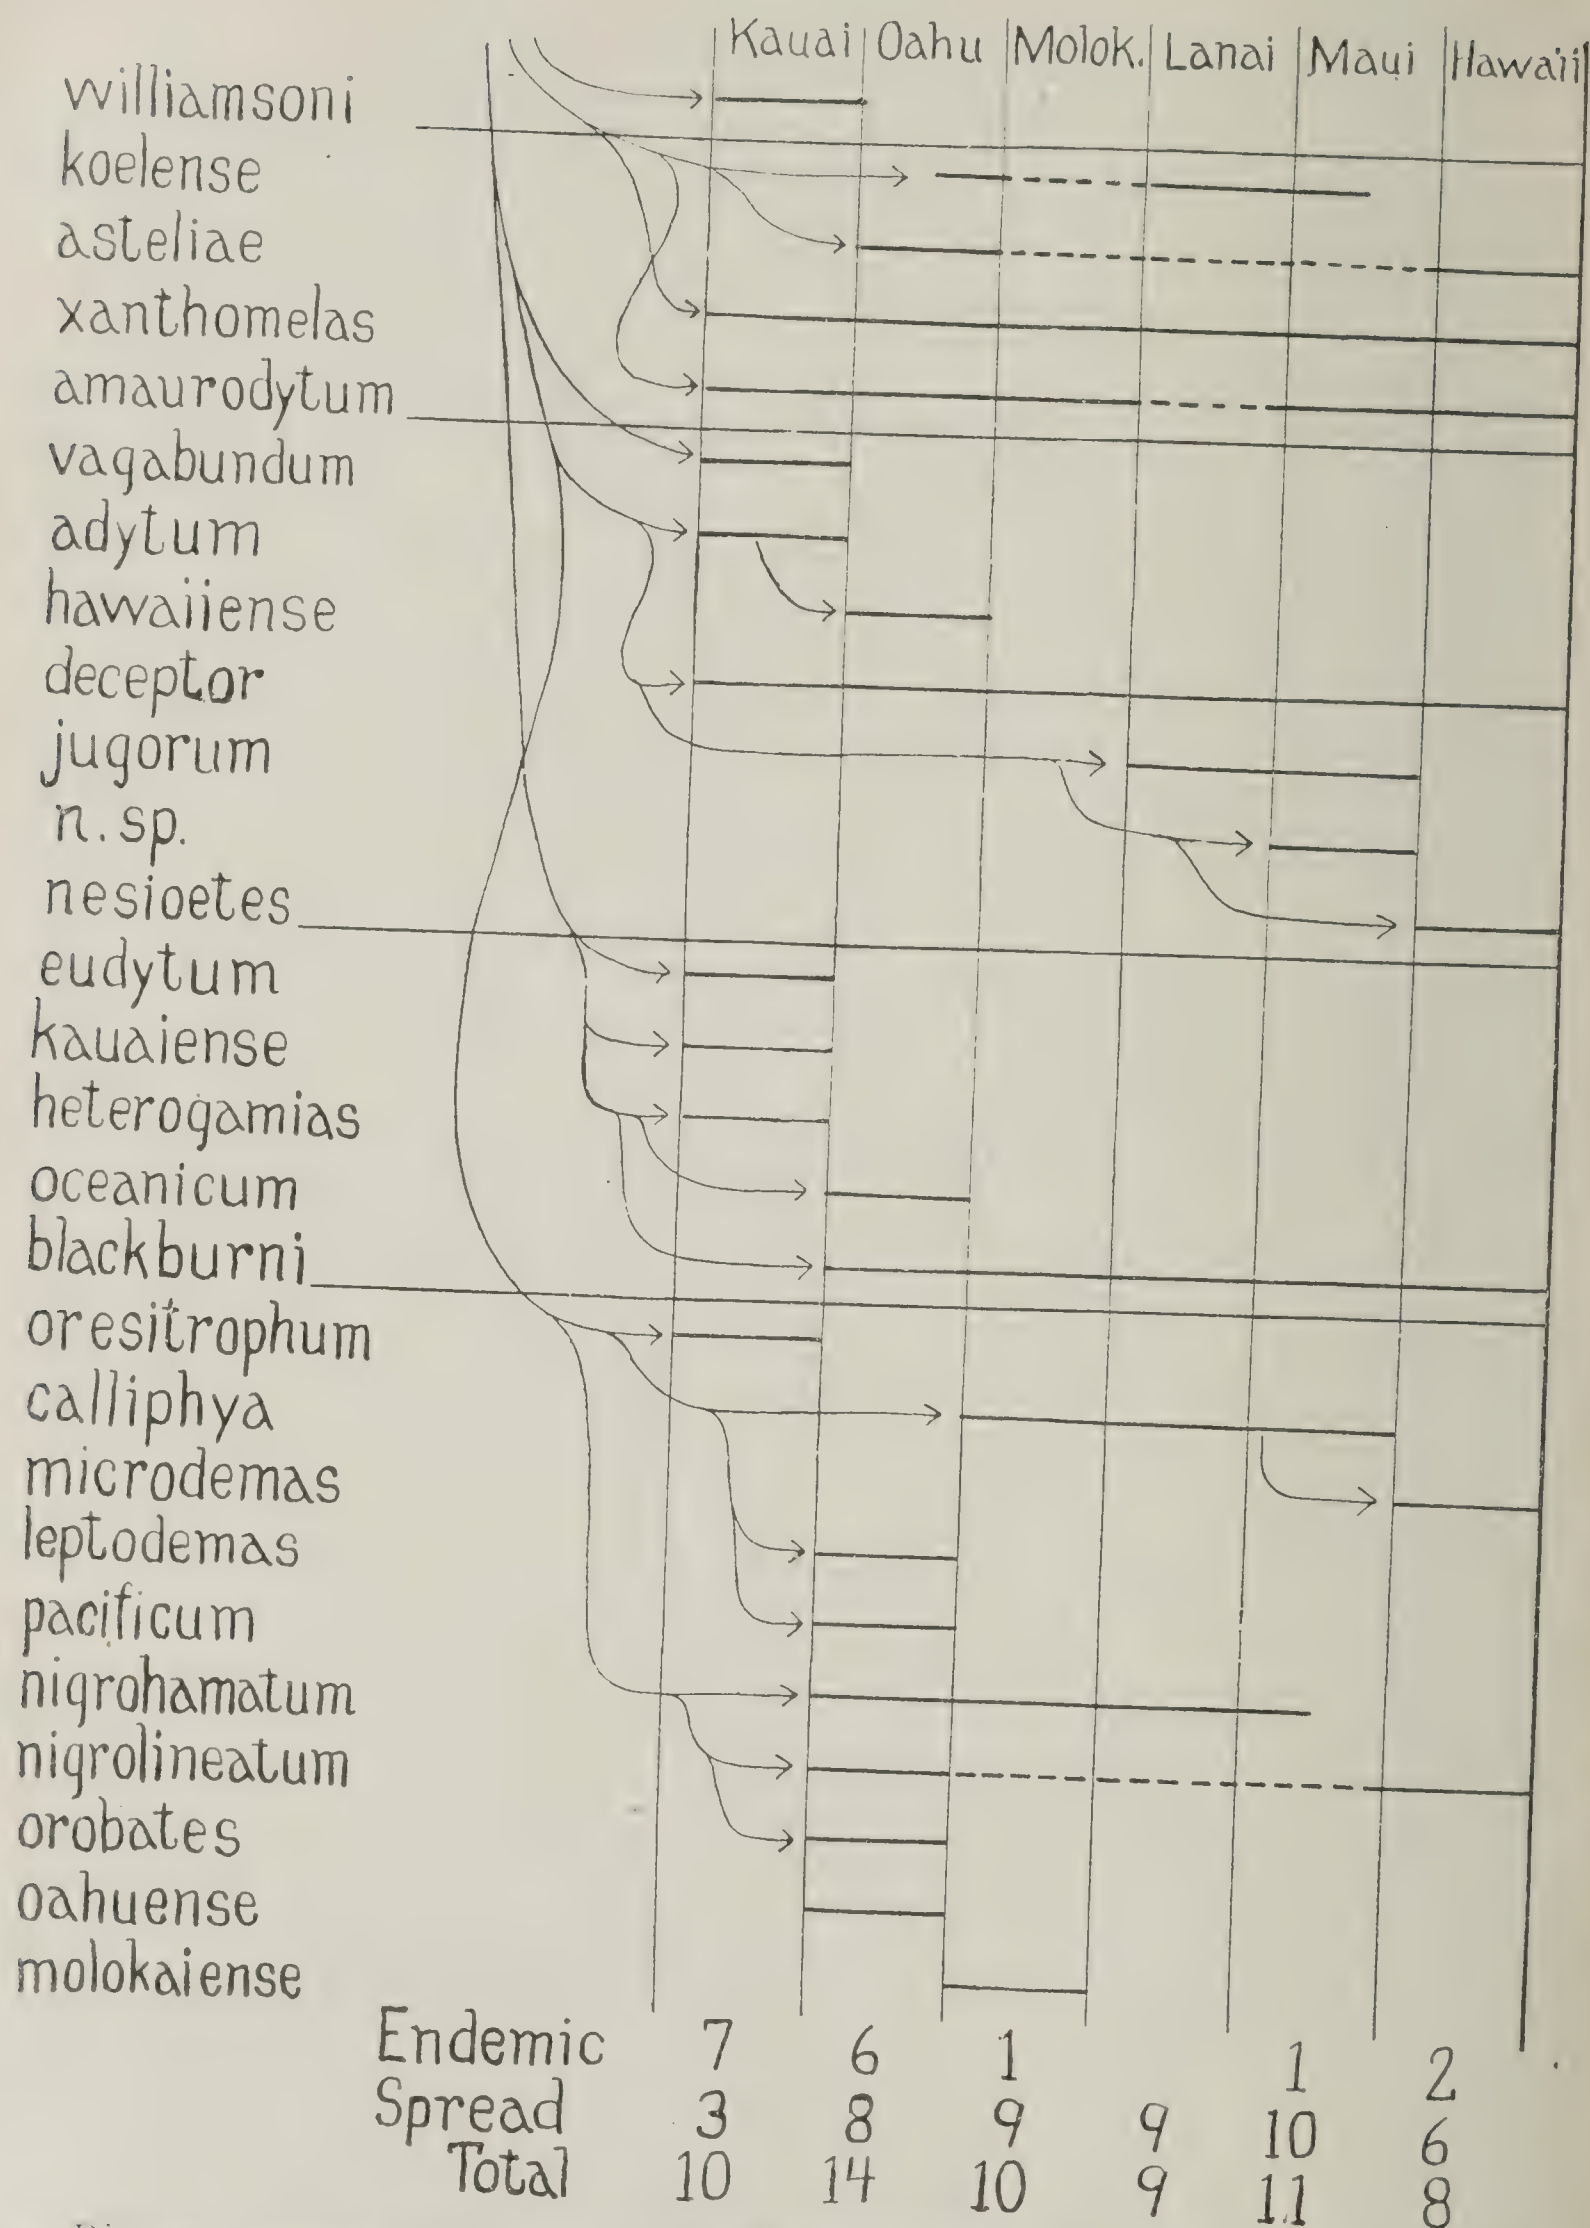 Kauai Oahu Molok. Lanai Maui Hawaii
williamsoni
koelense
asteliae
xanthomelas
amaurodytum
vagabundum
adytum
hawaiiense
deceptor
jugorum
n. sp.
nesioetes
eudytum
kauaiense
heterogamias
oceanicum
blackburni
oresitrophum
calliphya
microdemas
leptodemas
pacificum
nigrohamatum
nigrolineatum
orobates
oahuense
molokaiense
Endemic 7 6 1 1 2
Spread 3 8 9 9 10 6
Total 10 14 10 9 11 8